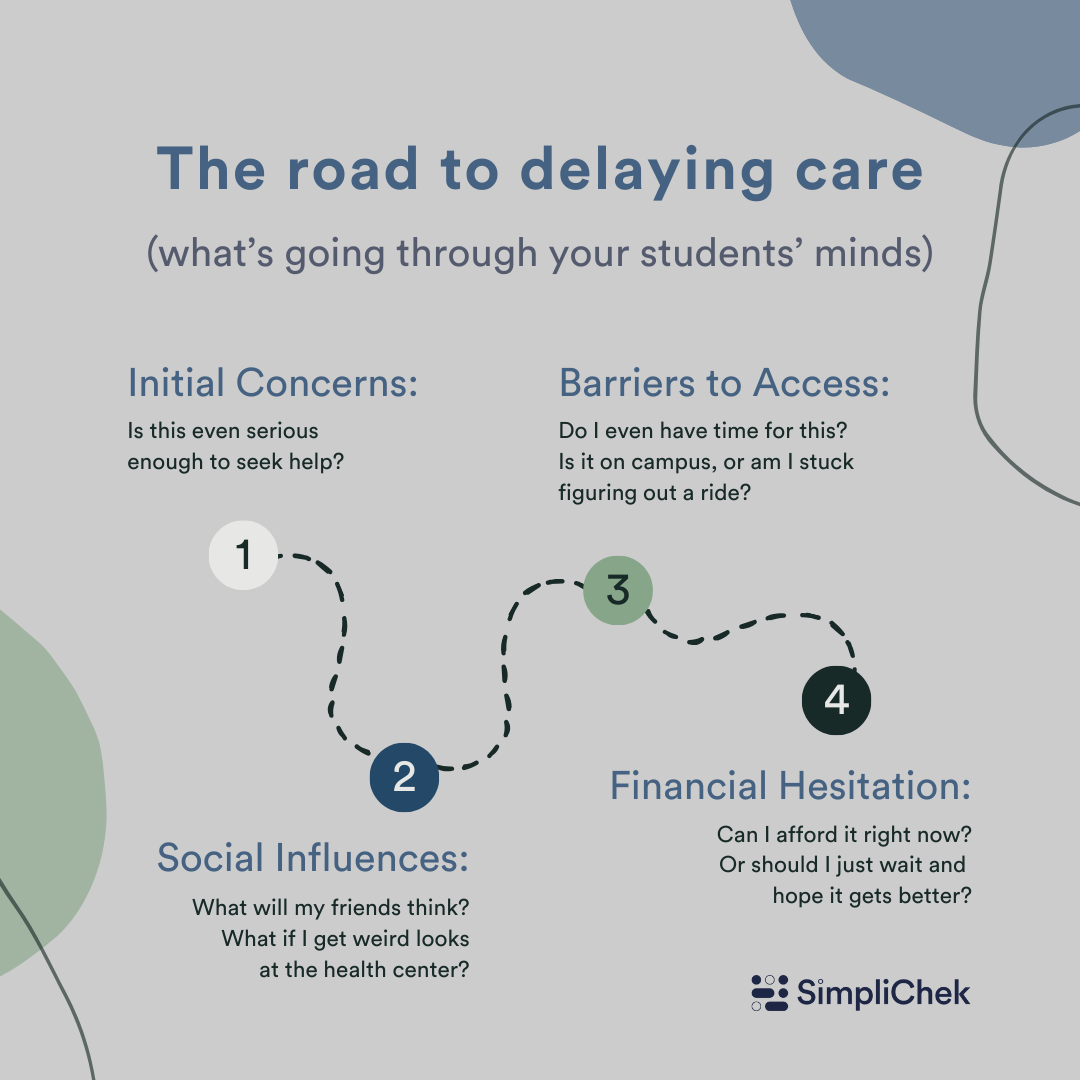 The road to delaying care
(what’s going through your students’ minds)
Initial Concerns:
Is this even serious
enough to seek help?
1
Social Influences:
What will my friends think?
What if I get weird looks
at the health center?
2
Barriers to Access:
Do I even have time for this?
Is it on campus, or am I stuck
figuring out a ride?
3
4
Financial Hesitation:
Can I afford it right now?
Or should I just wait and
hope it gets better?
SimpliChek